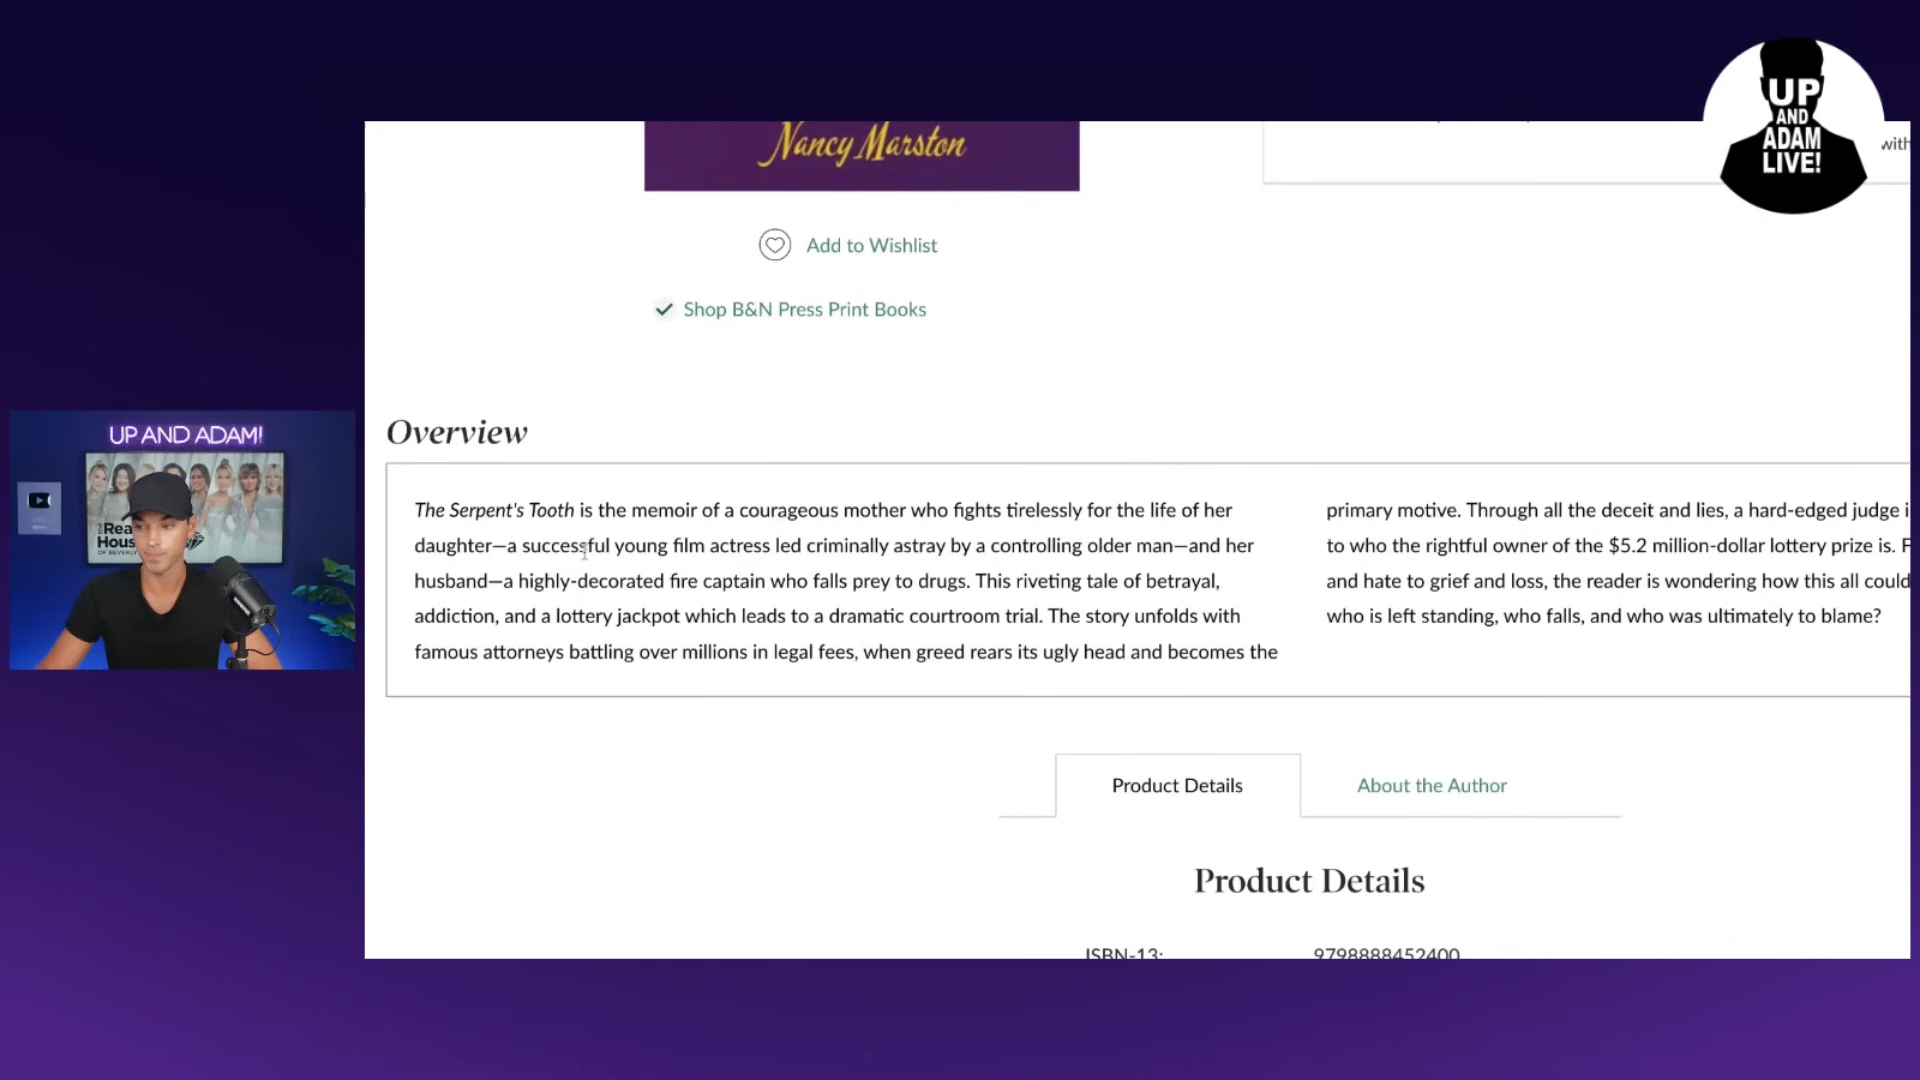 UP
AND
ADAM
LIVE!
Nancy Marston
with
Add to Wishlist
Shop B&N Press Print Books
Overview
UP AND ADAM!
The Serpent's Tooth is the memoir of a courageous mother who fights tirelessly for the life of her
daughter—a successful young film actress led criminally astray by a controlling older man—and her
husband—a highly-decorated fire captain who falls prey to drugs. This riveting tale of betrayal,
addiction, and a lottery jackpot which leads to a dramatic courtroom trial. The story unfolds with
famous attorneys battling over millions in legal fees, when greed rears its ugly head and becomes the
primary motive. Through all the deceit and lies, a hard-edged judge
to who the rightful owner of the $5.2 million-dollar lottery prize is.
and hate to grief and loss, the reader is wondering how this all could
who is left standing, who falls, and who was ultimately to blame?
Rea
Hous
OF BEVERLY
Product Details
About the Author
Product Details
ISBN-13:
9798888452400